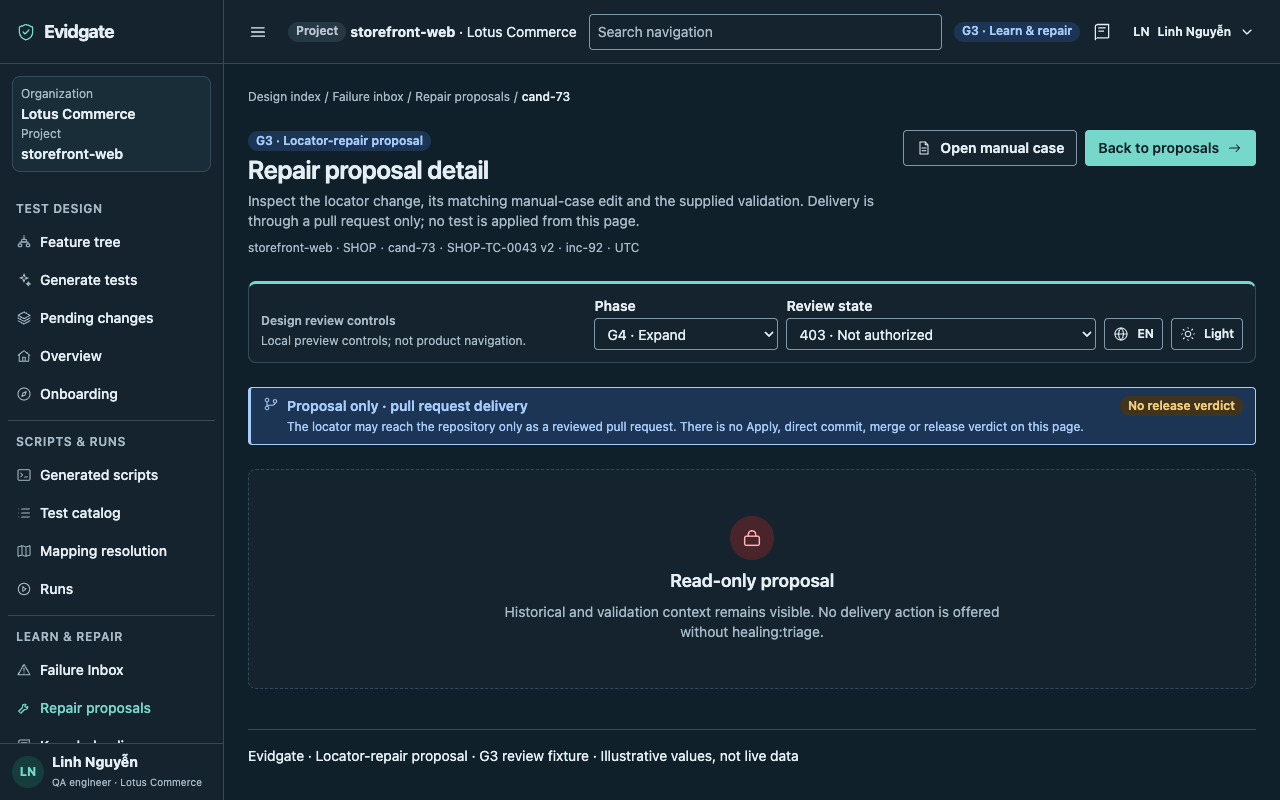 Evidgate
Project storefront-web · Lotus Commerce
Search navigation
G3 · Learn & repair
LN Linh Nguyễn
Organization
Lotus Commerce
Project
storefront-web
TEST DESIGN
Feature tree
Generate tests
Pending changes
Overview
Onboarding
SCRIPTS & RUNS
Generated scripts
Test catalog
Mapping resolution
Runs
LEARN & REPAIR
Failure Inbox
Repair proposals
LN
Linh Nguyễn
QA engineer · Lotus Commerce
Design index / Failure inbox / Repair proposals / cand-73
G3 · Locator-repair proposal
Repair proposal detail
Inspect the locator change, its matching manual-case edit and the supplied validation. Delivery is
through a pull request only; no test is applied from this page.
storefront-web · SHOP · cand-73 · SHOP-TC-0043 v2 · inc-92 · UTC
Open manual case
Back to proposals →
Design review controls
Local preview controls; not product navigation.
Phase
G4 · Expand
Review state
403 · Not authorized
EN
Light
Proposal only · pull request delivery
No release verdict
The locator may reach the repository only as a reviewed pull request. There is no Apply, direct commit, merge or release verdict on this page.
Read-only proposal
Historical and validation context remains visible. No delivery action is offered
without healing:triage.
Evidgate · Locator-repair proposal · G3 review fixture · Illustrative values, not live data